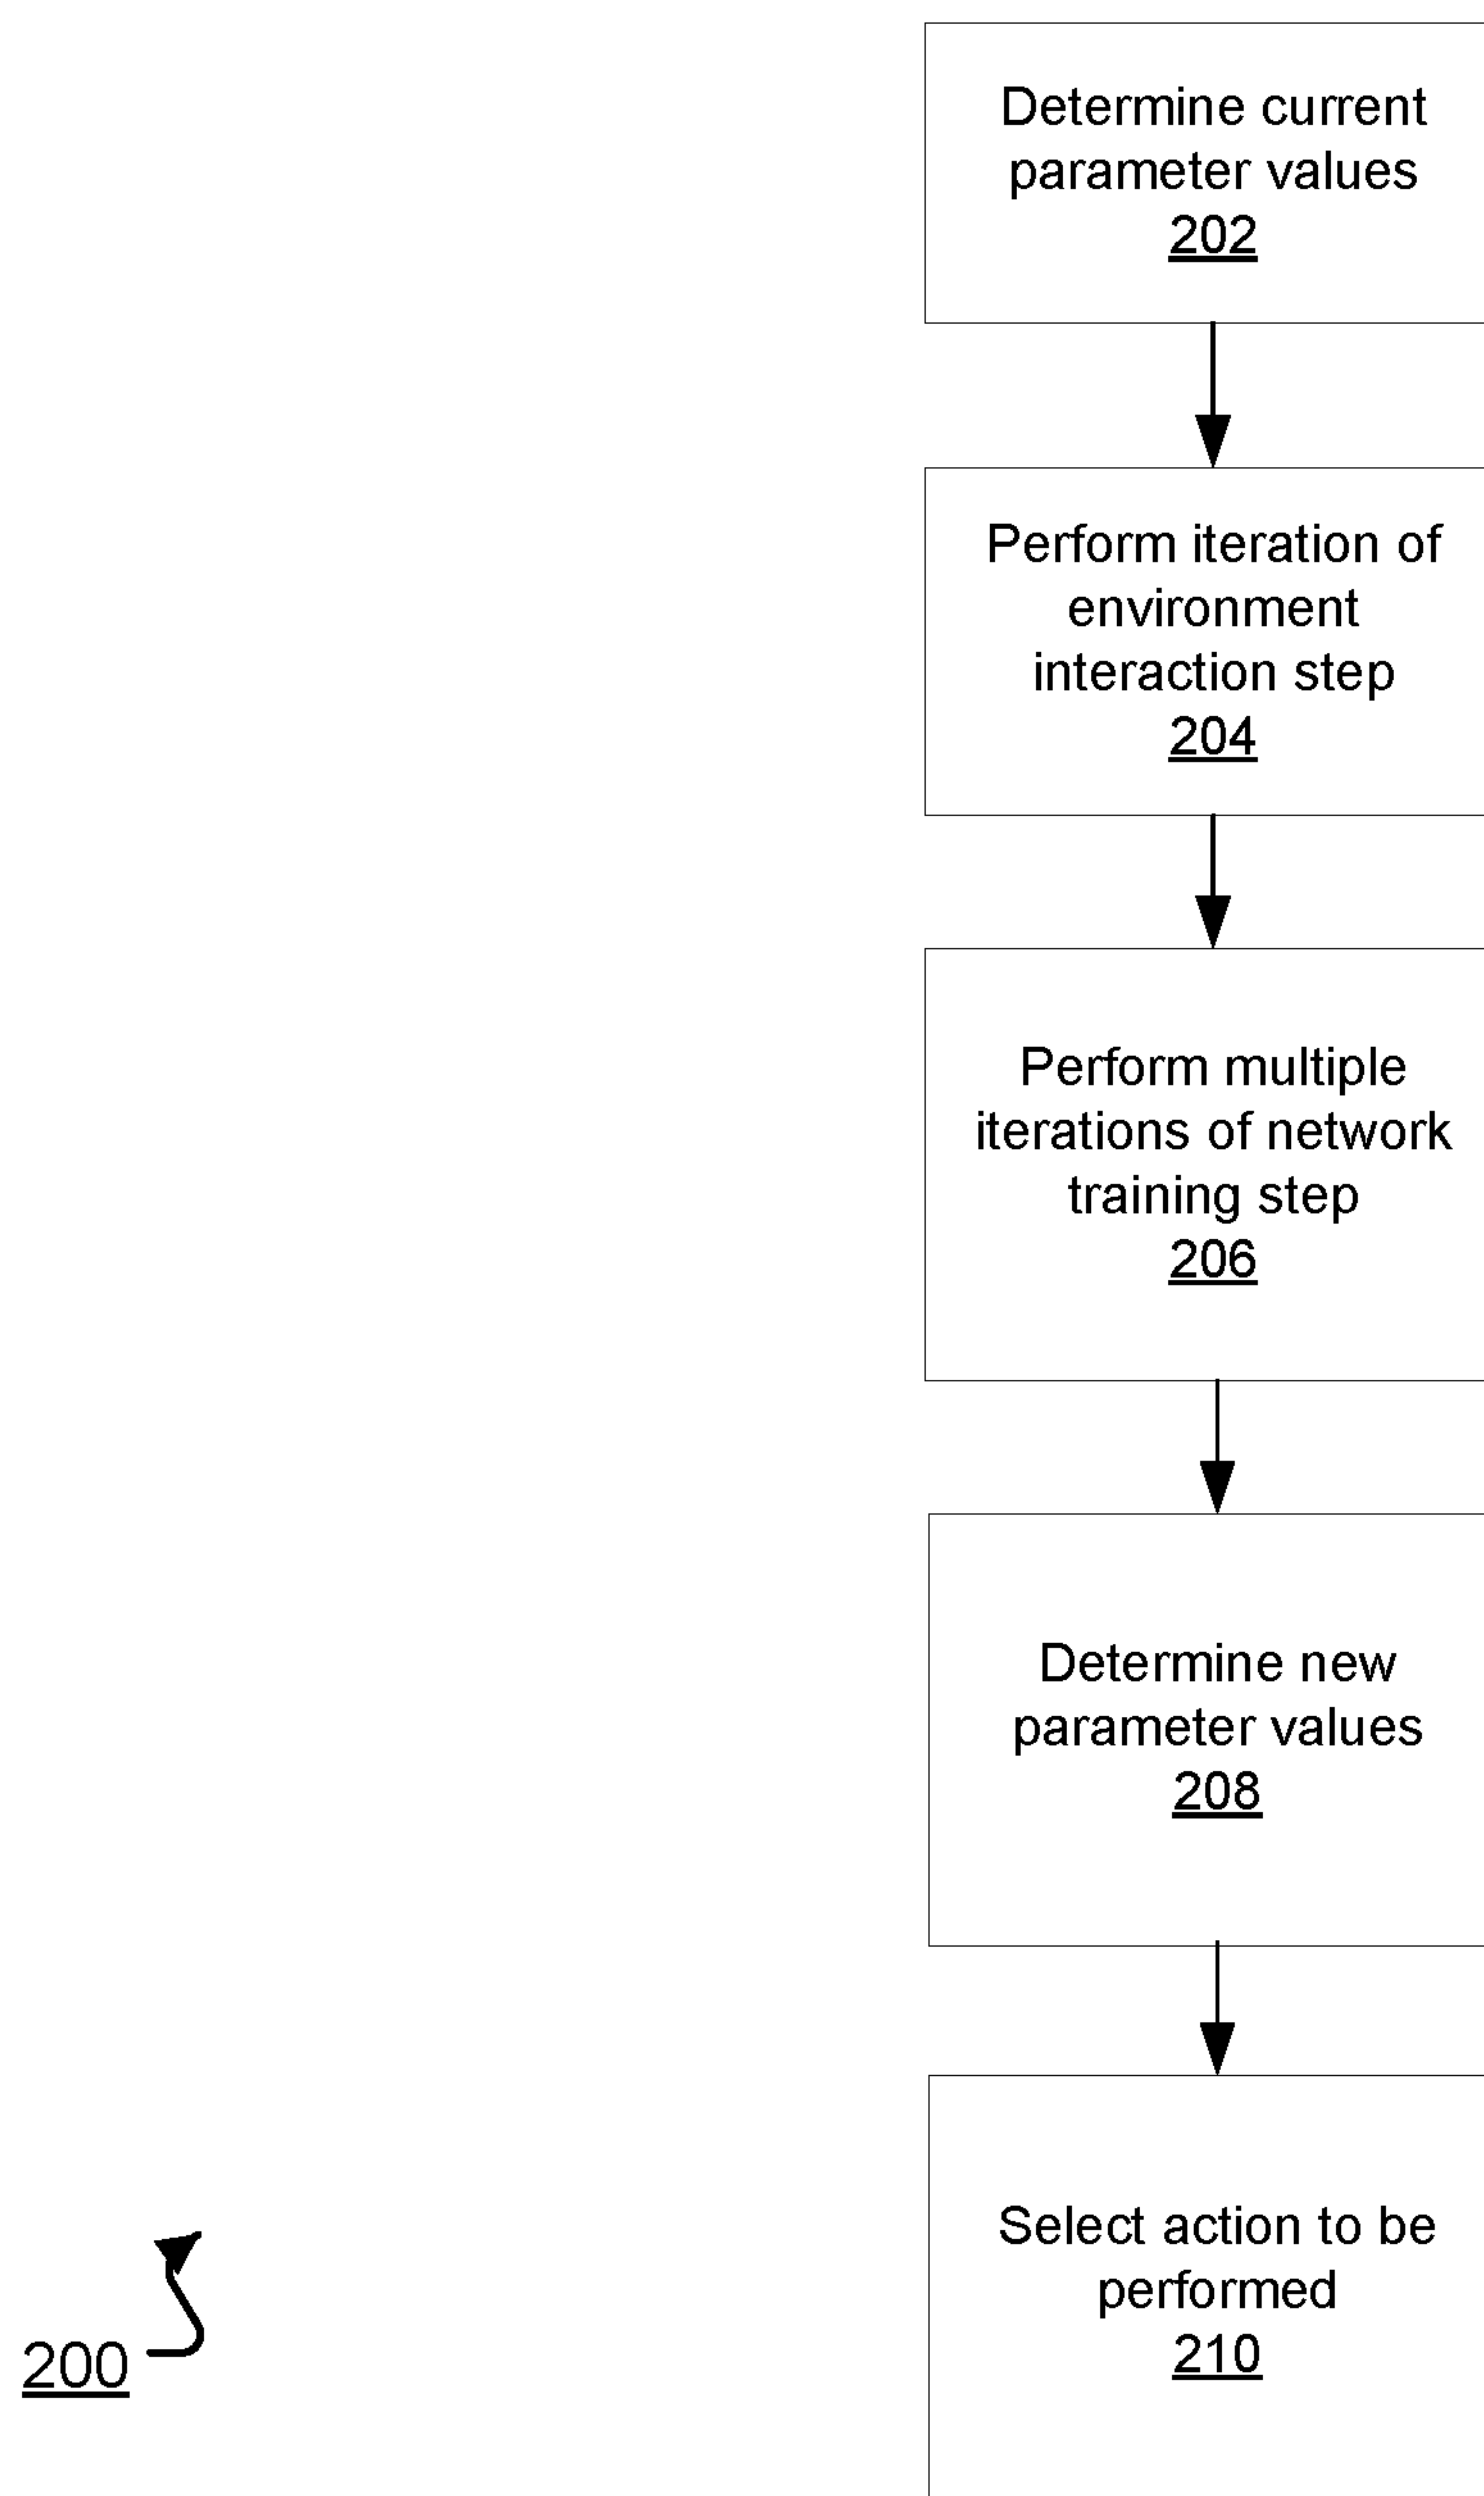 Determine current
parameter values
202
Perform iteration of
environment
interaction step
204
Perform multiple
iterations of network
training step
206
Determine new
parameter values
208
Select action to be
performed
210
200